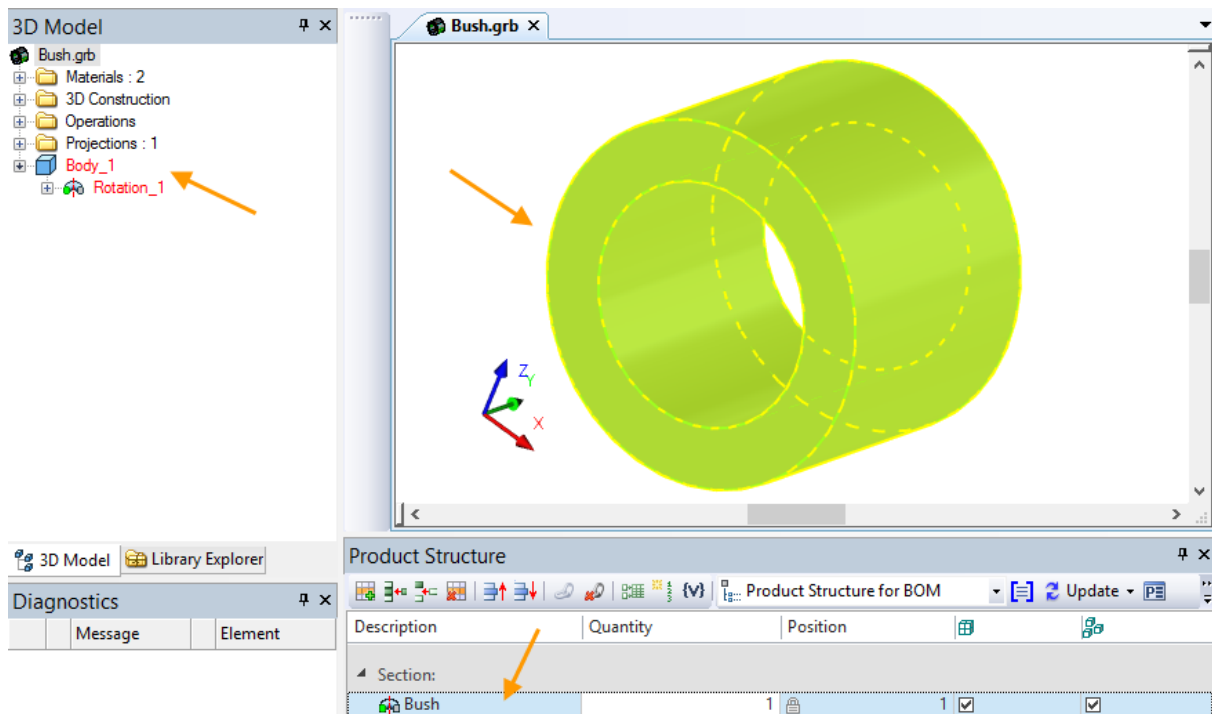 3D Model
Bush.grb
Materials : 2
3D Construction
Operations
Projections : 1
Body_1
Rotation_1
Bush.grb
Z
Y
X
3D Model
Library Explorer
Diagnostics
Message Element
Product Structure
{v} Product Structure for BOM Update PE
Description Quantity Position
Section:
Bush 1 1